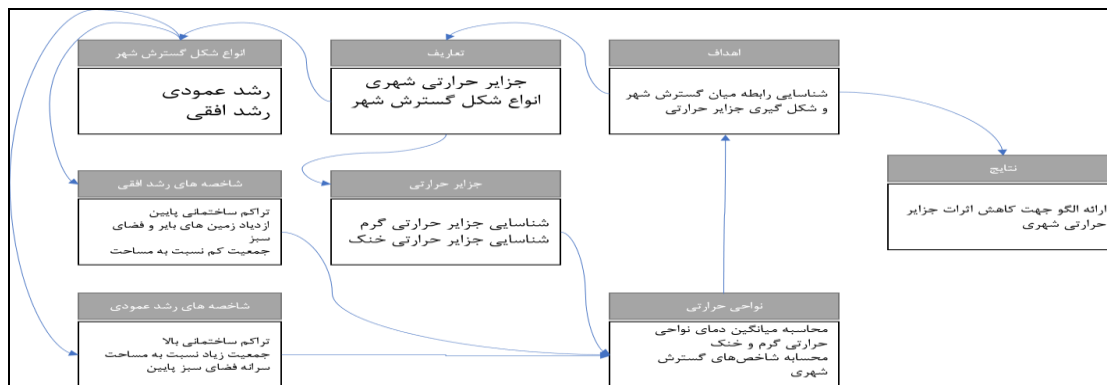 اهداف
شناسایی رابطه میان گسترش شهر
و شکل گیری جزایر حرارتی
تعاریف
جزایر حرارتی شهری
انواع شکل گسترش شهر
انواع شکل گسترش شهر
رشد عمودی
رشد افقی
نتایج
ارائه الگو جهت کاهش اثرات جزایر
حرارتی شهری
جزایر حرارتی
شناسایی جزایر حرارتی گرم
شناسایی جزایر حرارتی خنک
شاخصه های رشد افقی
تراکم ساختمانی پایین
ازدیاد زمین های بایر و فضای
سبز
جمعیت کم نسبت به مساحت
نواحی حرارتی
محاسبه میانگین دمای نواحی
حرارتی گرم و خنک
محسابه شاخص‌های گسترش
شهری
شاخصه های رشد عمودی
تراکم ساختمانی بالا
جمعیت زیاد نسبت به مساحت
سرانه فضای سبز پایین